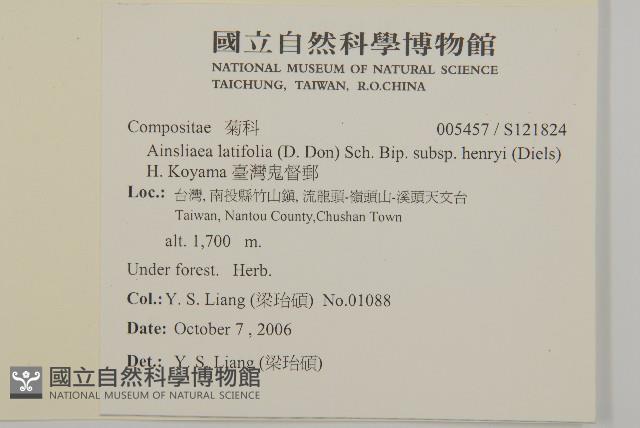 國立自然科學博物館
NATIONAL MUSEUM OF NATURAL SCIENCE
TAICHUNG, TAIWAN, R.O.CHINA
Compositae 菊科 005457 / S121824
Ainsliaea latifolia (D. Don) Sch. Bip. subsp. henryi (Diels)
H. Koyama 臺灣鬼督郵
Loc.: 台灣, 南投縣竹山鎮, 流龍頭-嶺頭山-溪頭天文台
Taiwan, Nantou County,Chushan Town
alt. 1,700 m.
Under forest. Herb.
Col.: Y. S. Liang (梁珆碩) No.01088
Date: October 7 , 2006
Det.: Y. S. Liang (梁珆碩)
國立自然科學博物館
NATIONAL MUSEUM OF NATURAL SCIENCE